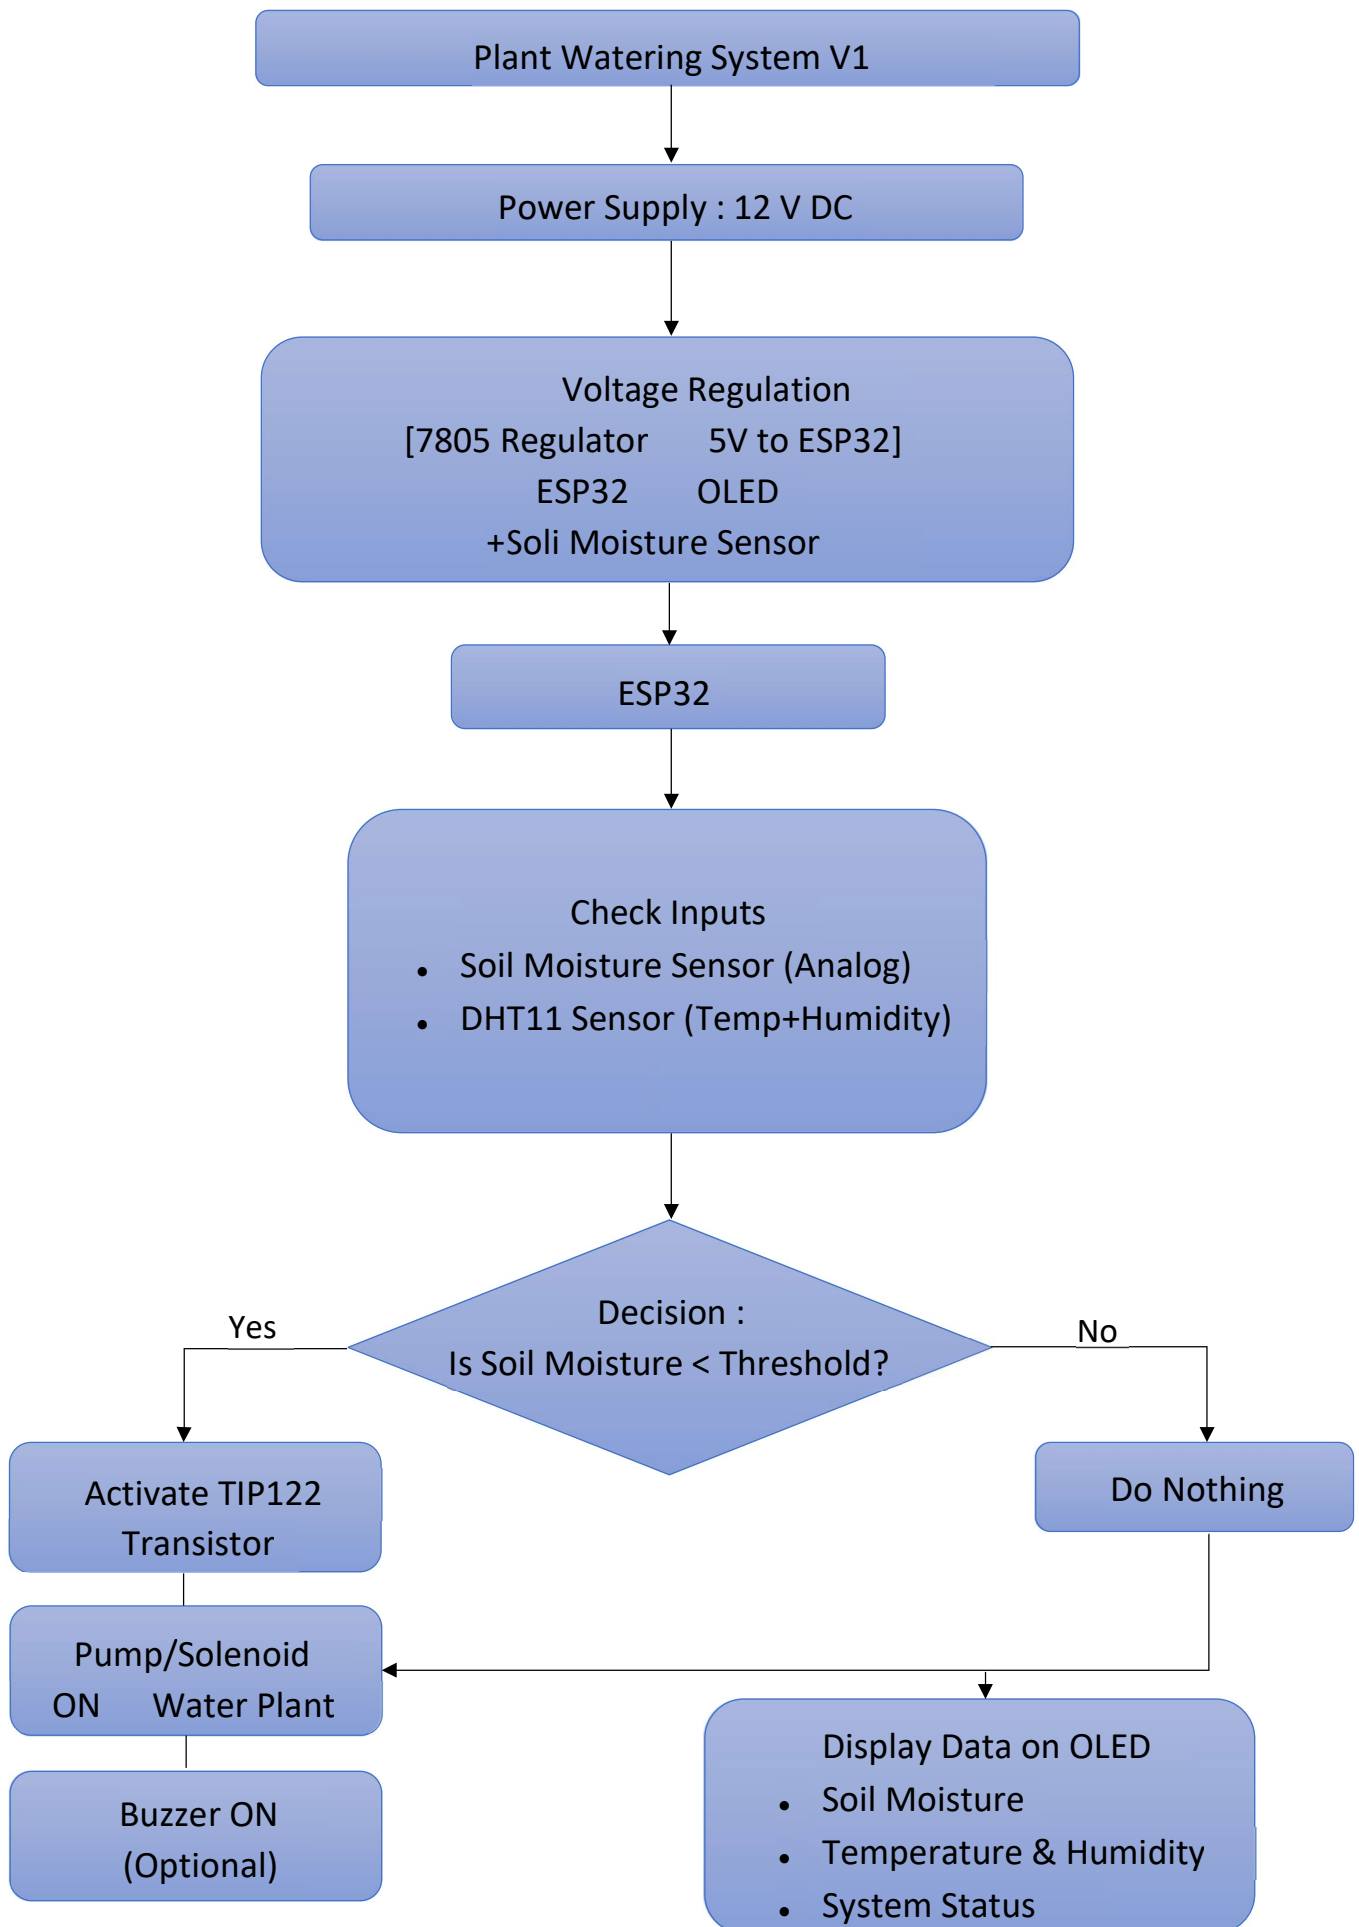 Plant Watering System V1
Power Supply : 12 V DC
Voltage Regulation
[7805 Regulator 5V to ESP32]
ESP32 OLED
+Soli Moisture Sensor
ESP32
Check Inputs
• Soil Moisture Sensor (Analog)
• DHT11 Sensor (Temp+Humidity)
Decision :
Is Soil Moisture < Threshold?
Yes
No
Activate TIP122
Transistor
Do Nothing
Pump/Solenoid
ON Water Plant
Buzzer ON
(Optional)
Display Data on OLED
• Soil Moisture
• Temperature & Humidity
• System Status